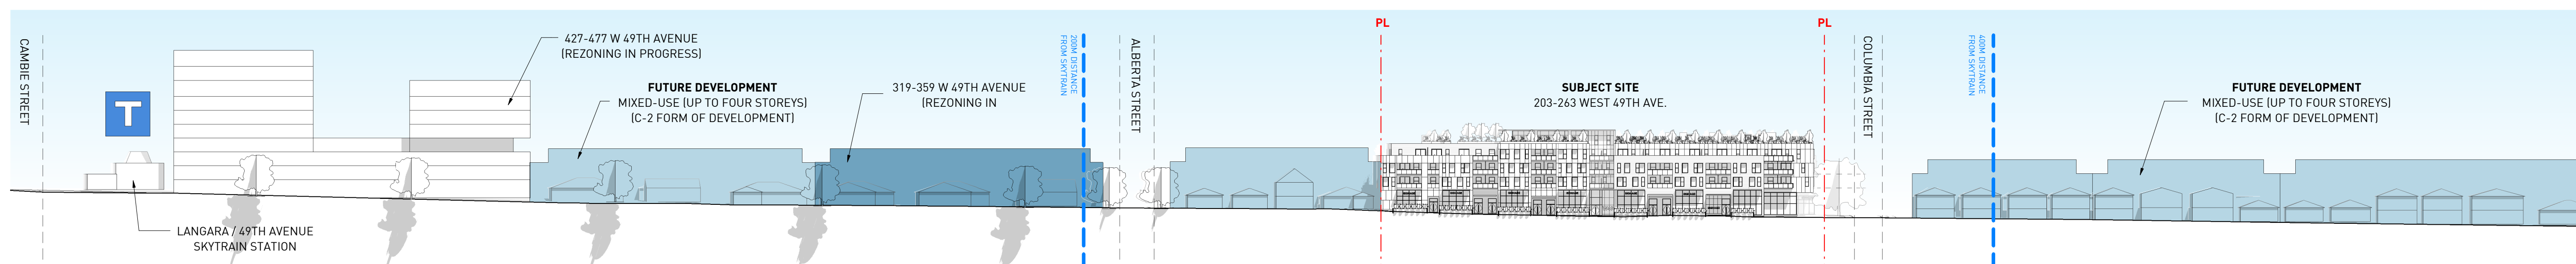 CAMBIE STREET
T
LANGARA / 49TH AVENUE
SKYTRAIN STATION
427-477 W 49TH AVENUE
(REZONING IN PROGRESS)
FUTURE DEVELOPMENT
MIXED-USE (UP TO FOUR STOREYS)
(C-2 FORM OF DEVELOPMENT)
319-359 W 49TH AVENUE
(REZONING IN
200M DISTANCE
FROM SKYTRAIN
ALBERTA STREET
PL
SUBJECT SITE
203-263 WEST 49TH AVE.
PL
COLUMBIA STREET
400M DISTANCE
FROM SKYTRAIN
FUTURE DEVELOPMENT
MIXED-USE (UP TO FOUR STOREYS)
(C-2 FORM OF DEVELOPMENT)